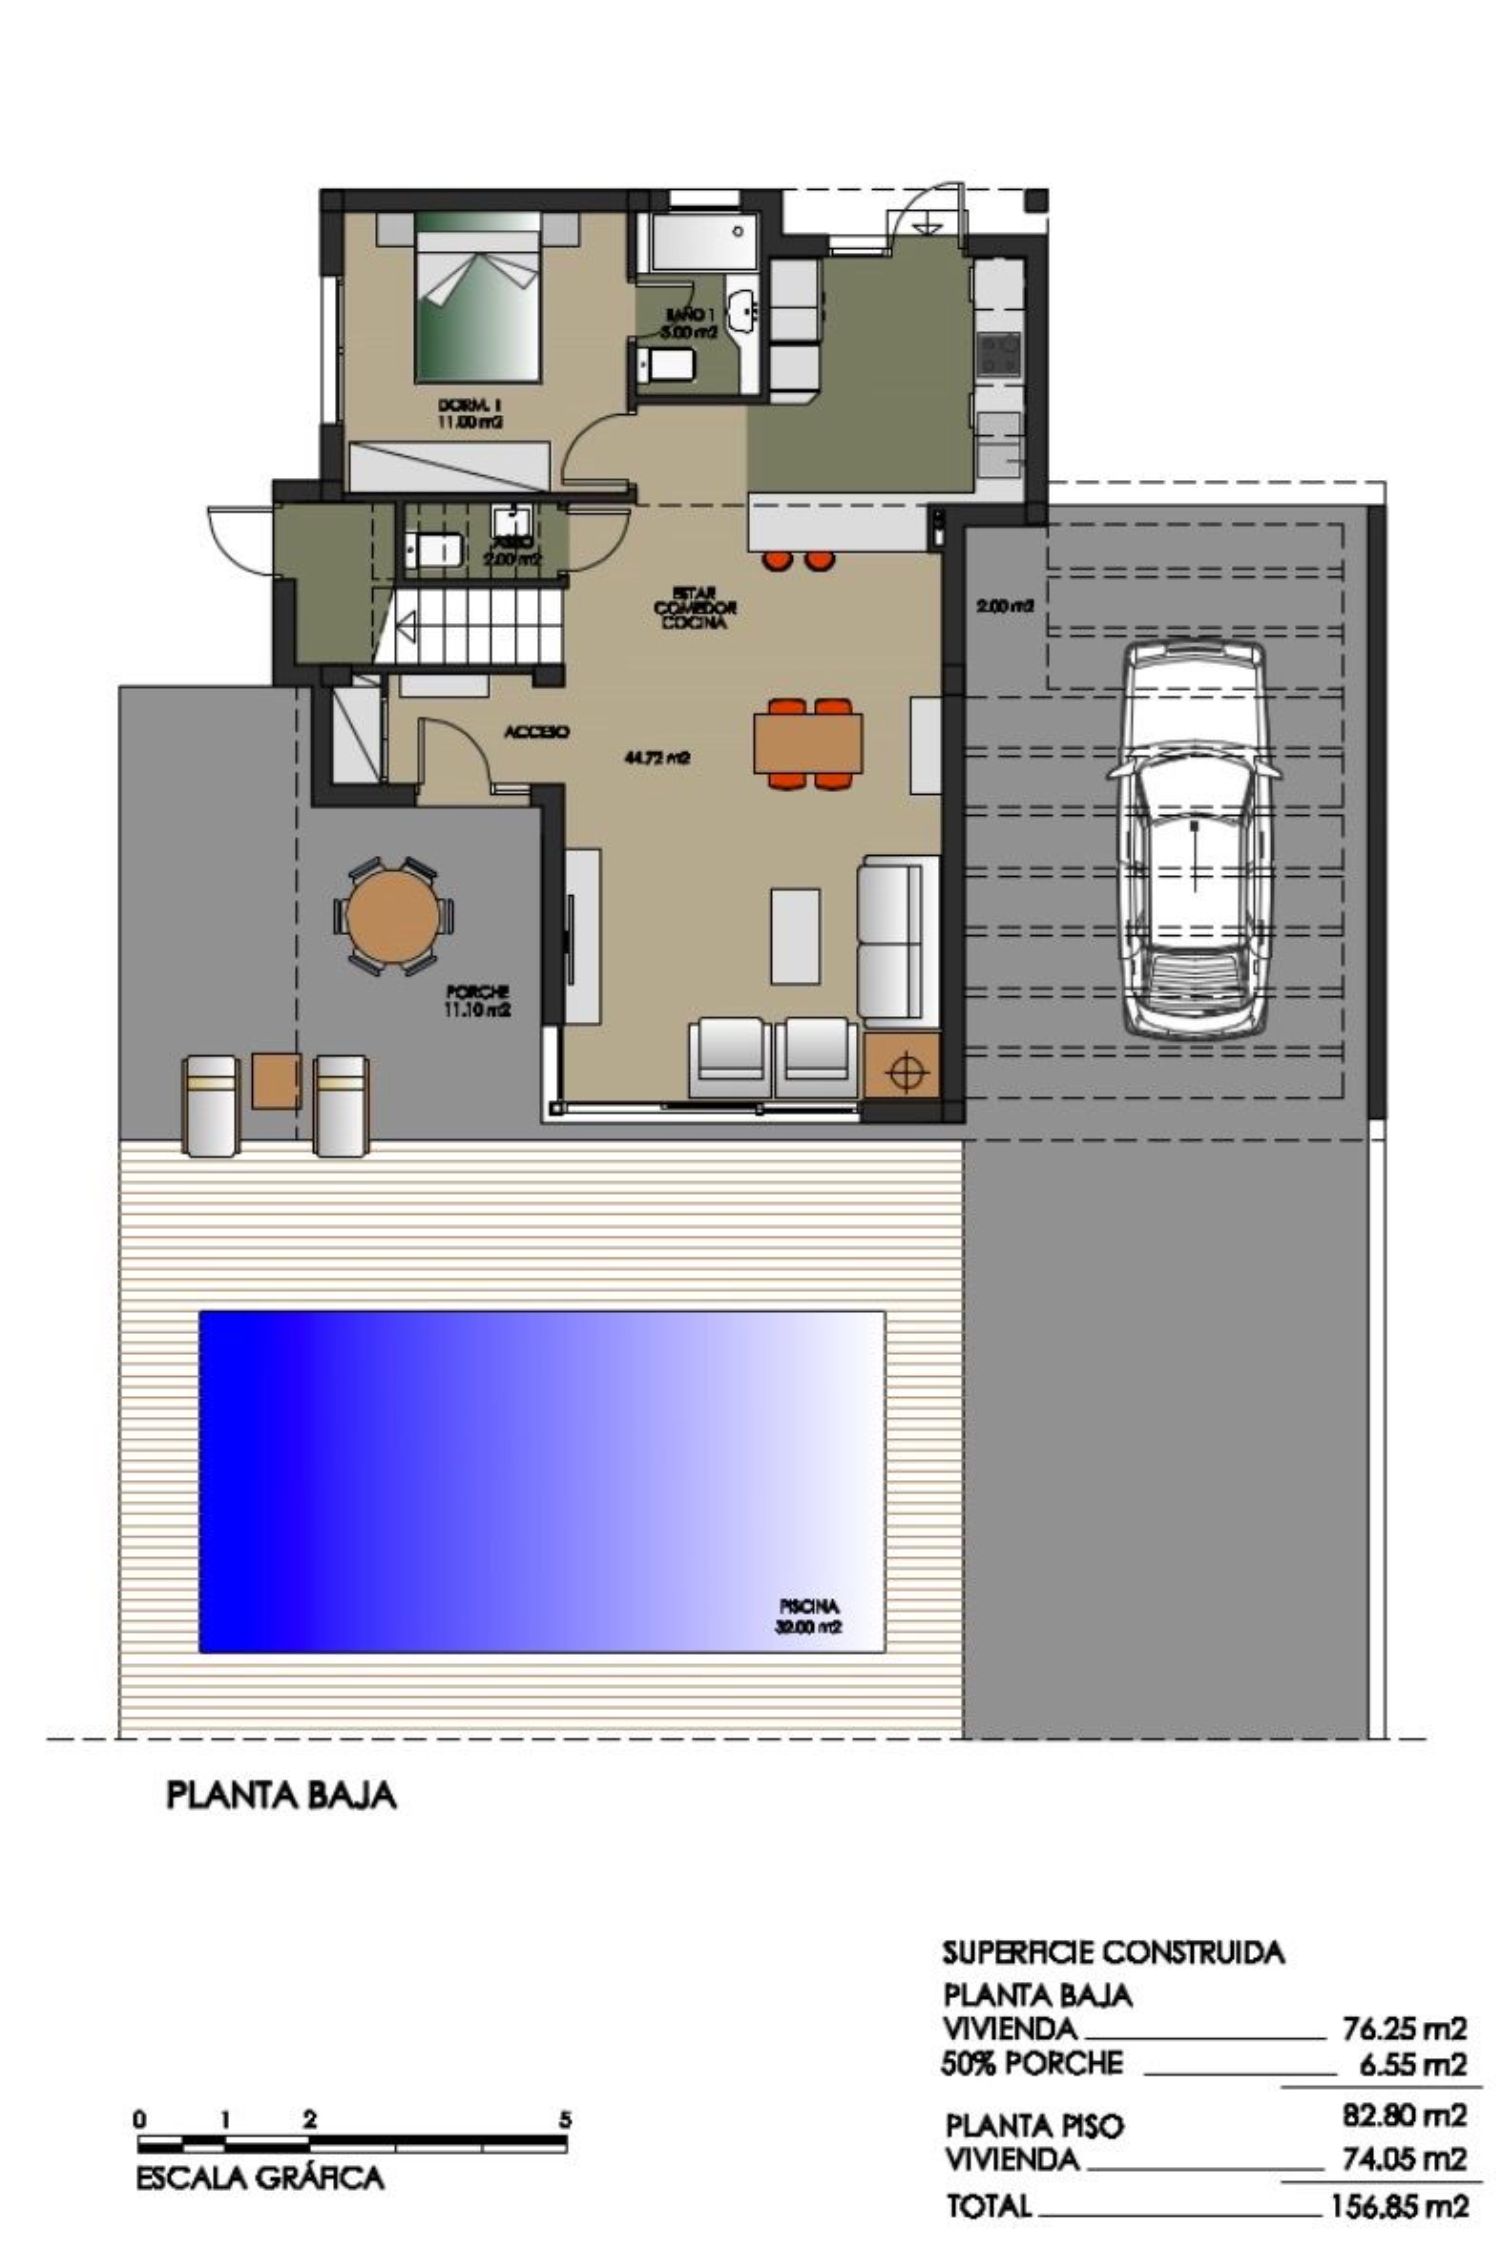 BAÑO 1
3.00 m2
DORM. 1
11.00 m2
ASEO
2.00 m2
ESTAR
COMEDOR
COCINA
2.00 m2
ACCESO
44.72 m2
PORCHE
11.10 m2
PISCINA
32.00 m2
PLANTA BAJA
SUPERFICIE CONSTRUIDA
PLANTA BAJA
VIVIENDA 76.25 m2
50% PORCHE 6.55 m2
82.80 m2
PLANTA PISO
VIVIENDA 74.05 m2
TOTAL 156.85 m2
0 1 2 5
ESCALA GRÁFICA